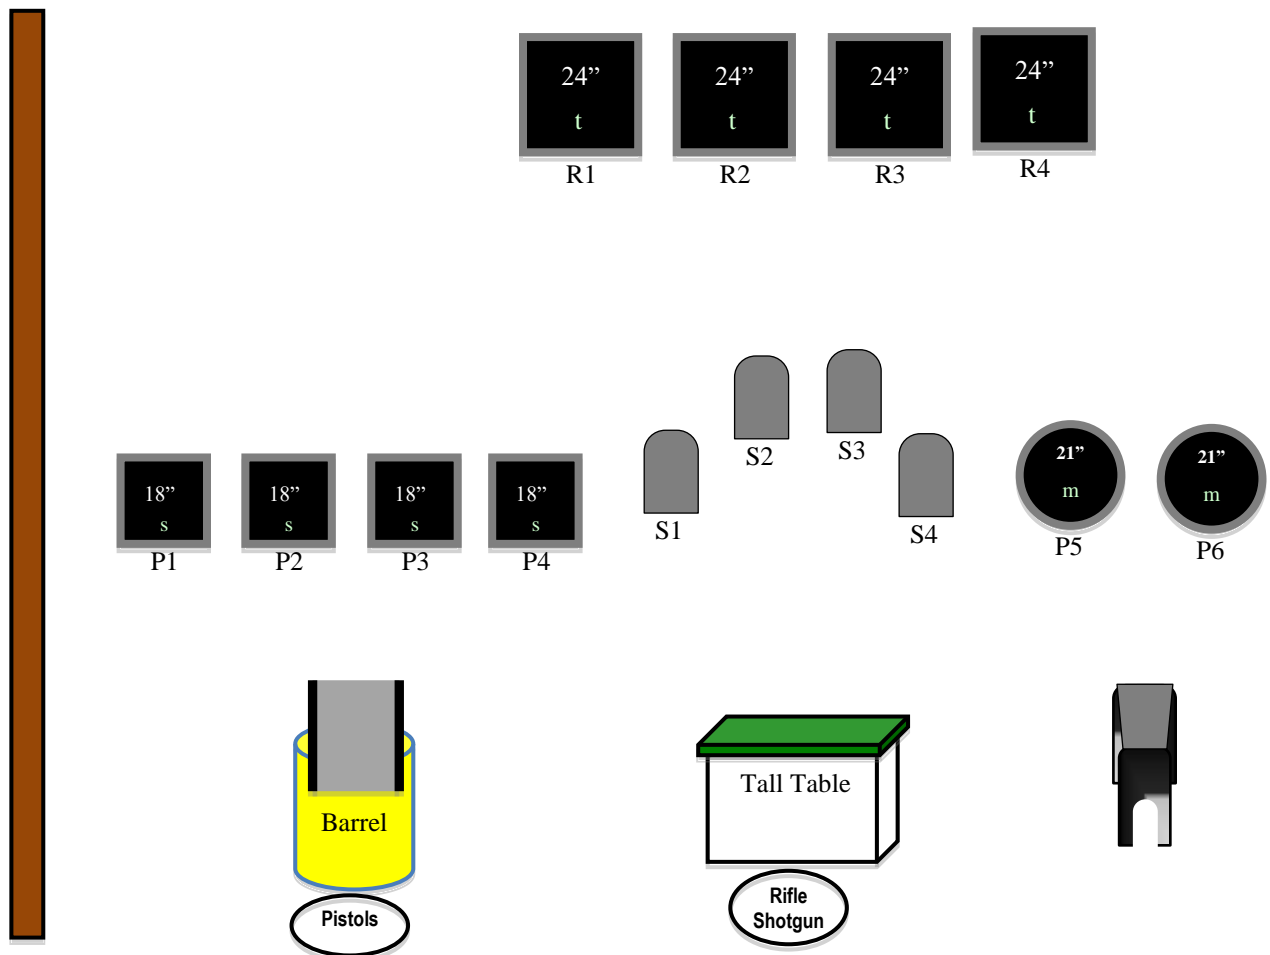 24” 24” 24” 24”
t t t t
R1 R2 R3 R4
S2 S3
18” 18” 18” 18” 21” 21”
s s s s m m
P1 P2 P3 P4 S1 S4 P5 P6
Barrel
Tall Table
Pistols
Rifle
Shotgun